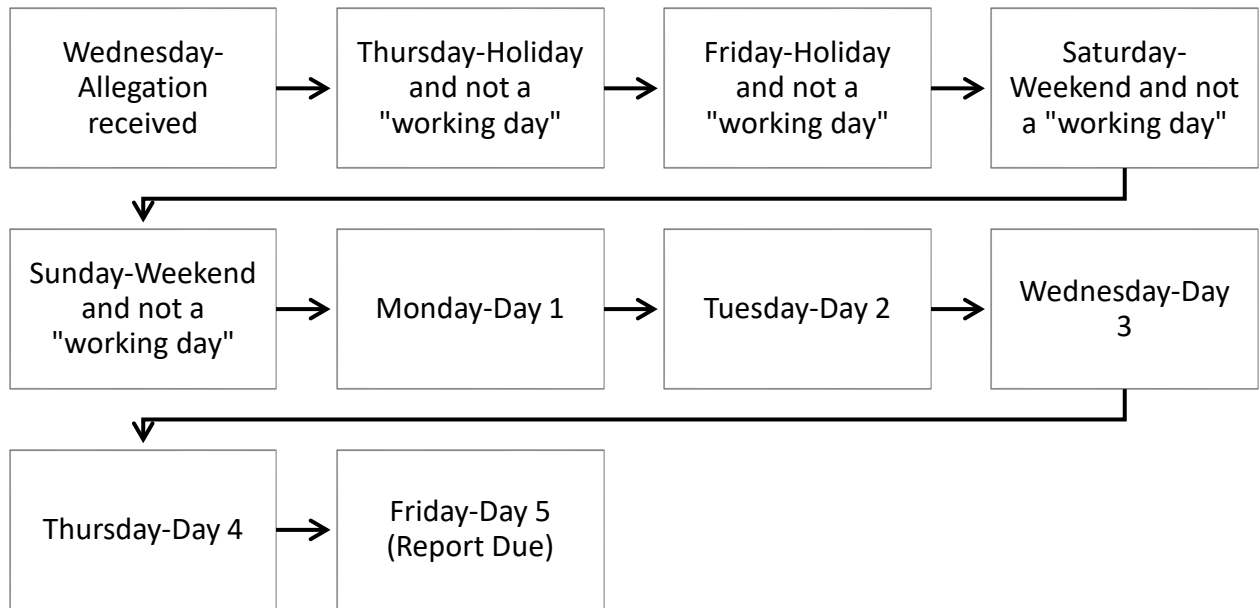 Wednesday-
Allegation
received
Thursday-Holiday
and not a
"working day"
Friday-Holiday
and not a
"working day"
Saturday-
Weekend and not
a "working day"
Sunday-Weekend
and not a
"working day"
Monday-Day 1
Tuesday-Day 2
Wednesday-Day
3
Thursday-Day 4
Friday-Day 5
(Report Due)